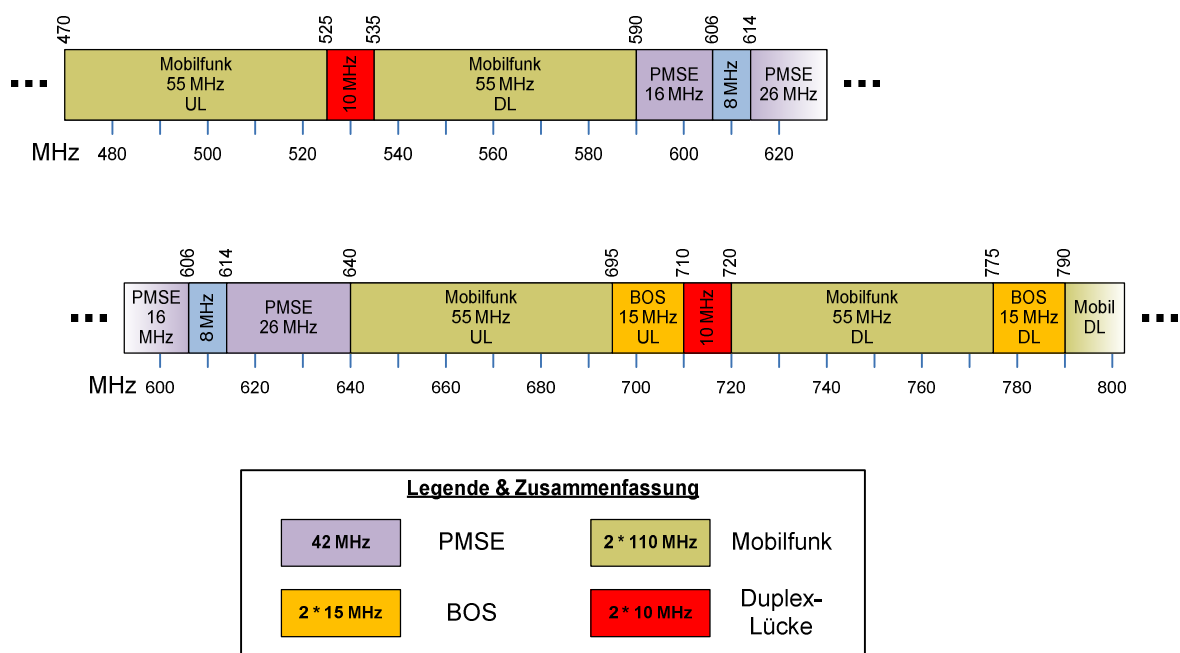 470 525 535 590 606 614
Mobilfunk
55 MHz
UL
10 MHz
Mobilfunk
55 MHz
DL
PMSE
16 MHz
8 MHz
PMSE
26 MHz
MHz 480 500 520 540 560 580 600 620
606 614 640 695 710 720 775 790
PMSE
16
MHz
8 MHz
PMSE
26 MHz
Mobilfunk
55 MHz
UL
BOS
15 MHz
UL
10 MHz
Mobilfunk
55 MHz
DL
BOS
15 MHz
DL
Mobil
DL
MHz 600 620 640 660 680 700 720 740 760 780 800
Legende & Zusammenfassung
42 MHz PMSE
2 * 110 MHz Mobilfunk
2 * 15 MHz BOS
2 * 10 MHz Duplex-
Lücke